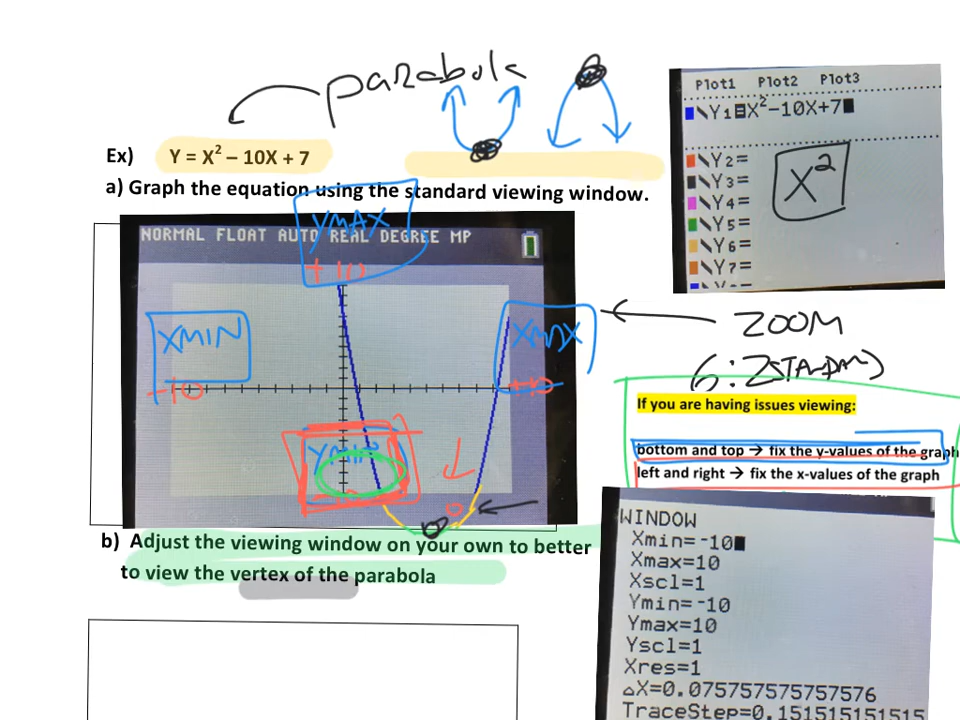 parabola
Ex) Y = X² – 10X + 7
a) Graph the equation using the standard viewing window.
Plot1 Plot2 Plot3
\Y1=X²-10X+7
\Y2=
\Y3=
\Y4=
\Y5=
\Y6=
\Y7=
X²
YMAX
NORMAL FLOAT AUTO REAL DEGREE MP
+10
XMIN
-10
XMAX
+10
YMIN
ZOOM
6: ZSTANDARD
If you are having issues viewing:
bottom and top → fix the y-values of the graph
left and right → fix the x-values of the graph
b) Adjust the viewing window on your own to better
to view the vertex of the parabola
WINDOW
Xmin=-10
Xmax=10
Xscl=1
Ymin=-10
Ymax=10
Yscl=1
Xres=1
△X=0.075757575757576
TraceStep=0.151515151515